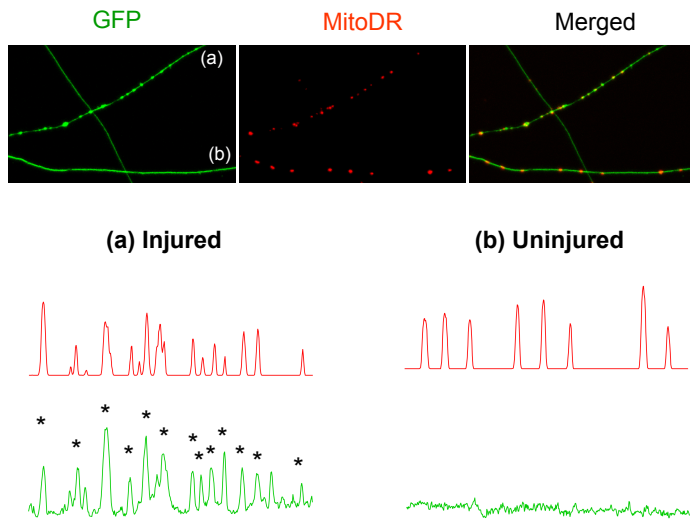 GFP MitoDR Merged
(a)
(b)
(a) Injured (b) Uninjured
* * * * * * * * * * * * *